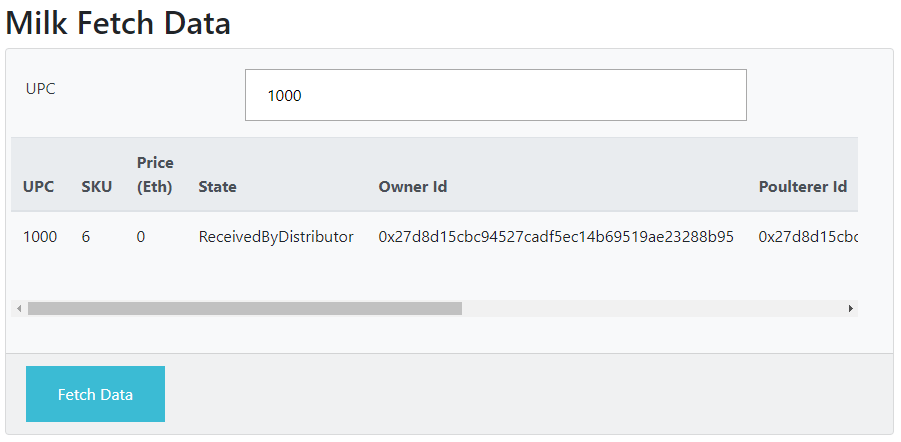 Milk Fetch Data
UPC
1000
UPC SKU Price (Eth) State Owner Id Poulterer Id
1000 6 0 ReceivedByDistributor 0x27d8d15cbc94527cadf5ec14b69519ae23288b95 0x27d8d15cbc
Fetch Data